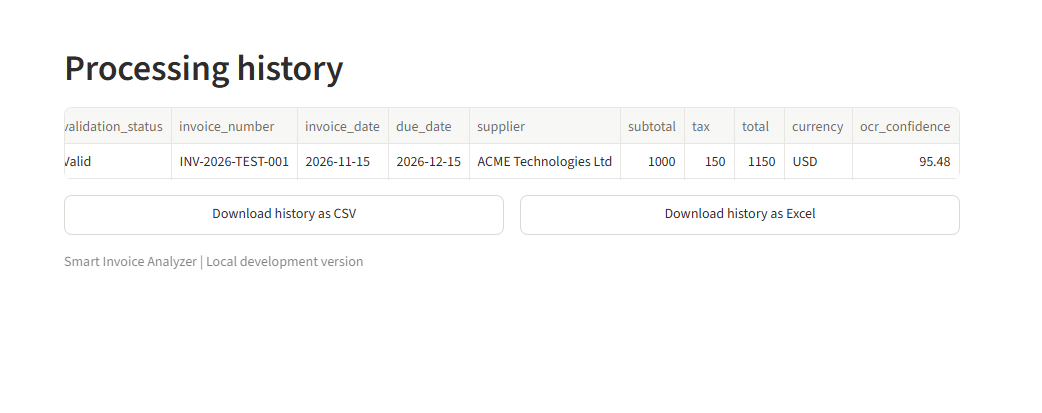 Processing history
validation_status invoice_number invoice_date due_date supplier subtotal tax total currency ocr_confidence
Valid INV-2026-TEST-001 2026-11-15 2026-12-15 ACME Technologies Ltd 1000 150 1150 USD 95.48
Download history as CSV Download history as Excel
Smart Invoice Analyzer | Local development version